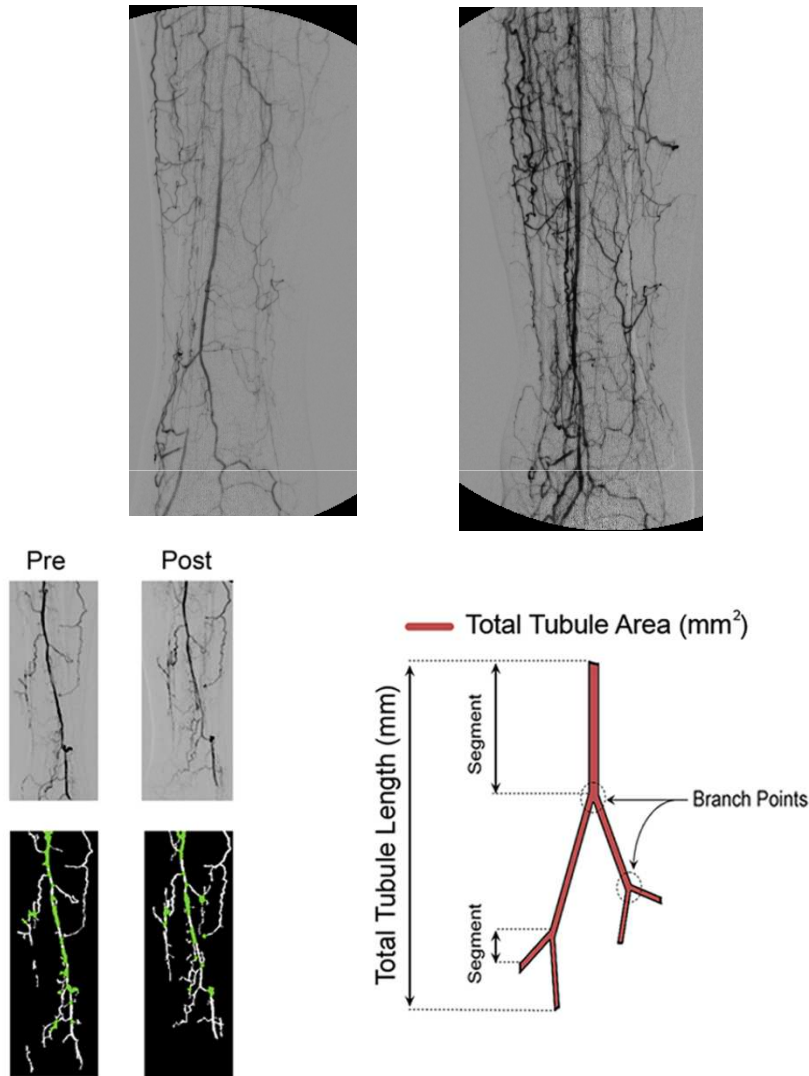 Pre
Post
Total Tubule Area (mm²)
Total Tubule Length (mm)
Segment
Segment
Branch Points